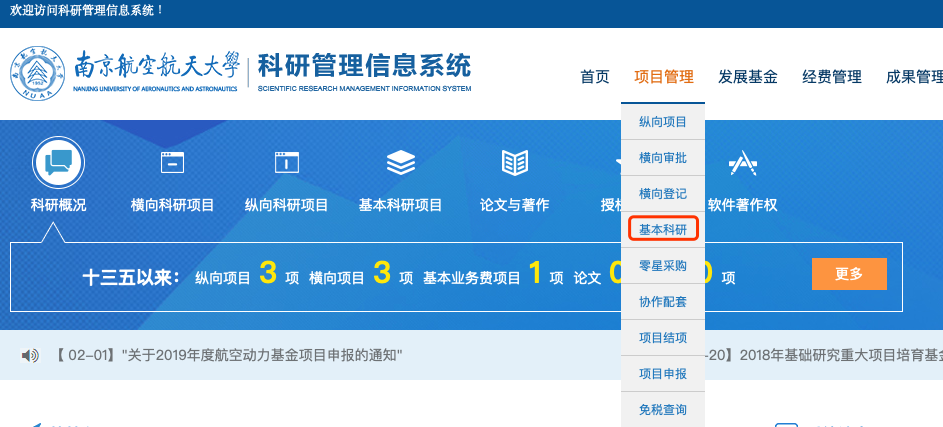 欢迎访问科研管理信息系统！
南京航空航天大學
NANJING UNIVERSITY OF AERONAUTICS AND ASTRONAUTICS
科研管理信息系统
SCIENTIFIC RESEARCH MANAGEMENT INFORMATION SYSTEM
NUAA
1952
首页 项目管理 发展基金 经费管理 成果管理
纵向项目
横向审批
横向登记
基本科研
零星采购
协作配套
项目结项
项目申报
免税查询
科研概况 横向科研项目 纵向科研项目 基本科研项目 论文与著作 授 软件著作权
十三五以来： 纵向项目 3 项 横向项目 3 项 基本业务费项目 1 项 论文 0 0 项
更多
【 02-01】"关于2019年度航空动力基金项目申报的通知"
-20】2018年基础研究重大项目培育基金